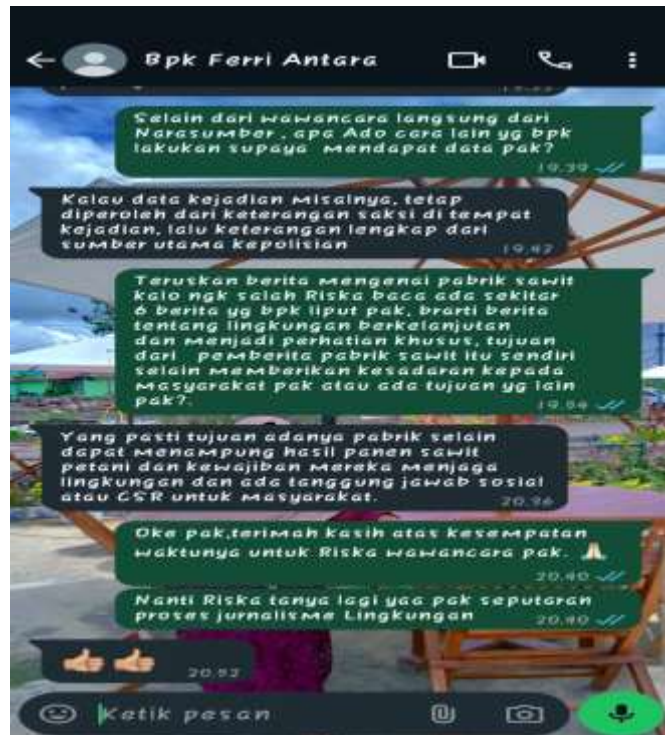 Bpk Ferri Antara
Selain dari wawancara langsung dari
Narasumber , apa Ado cara lain yg bpk
lakukan supaya mendapat data pak?
19.39
Kalau data kejadian misalnya, tetap
diperoleh dari keterangan saksi di tempat
kejadian, lalu keterangan lengkap dari
sumber utama kepolisian
19.42
Teruskan berita mengenai pabrik sawit
kalo ngk salah Riska baca ada sekitar
6 berita yg bpk liput pak, brarti berita
tentang lingkungan berkelanjutan
dan menjadi perhatian khusus, tujuan
dari pemberita pabrik sawit itu sendiri
selain memberikan kesadaran kepada
masyarakat pak atau ada tujuan yg lain
pak?.
Yang pasti tujuan adanya pabrik selain
dapat menampung hasil panen sawit
petani dan kewajiban mereka menjaga
lingkungan dan ada tanggung jawab sosial
atau CSR untuk masyarakat.
Oke pak,terimah kasih atas kesempatan
waktunya untuk Riska wawancara pak.
20.40
Nanti Riska tanya lagi yaa pak seputaran
proses jurnalisme Lingkungan
20.40
20.52
Ketik pesan